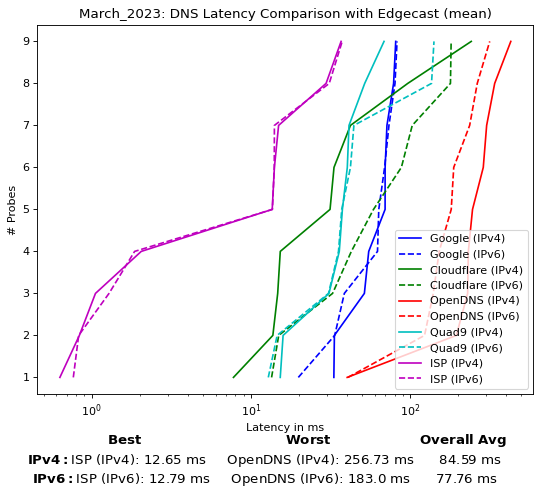 March_2023: DNS Latency Comparison with Edgecast (mean)
# Probes
9
8
7
6
5
4
3
2
1
Google (IPv4)
Google (IPv6)
Cloudflare (IPv4)
Cloudflare (IPv6)
OpenDNS (IPv4)
OpenDNS (IPv6)
Quad9 (IPv4)
Quad9 (IPv6)
ISP (IPv4)
ISP (IPv6)
10⁰ 10¹ 10²
Latency in ms
Best Worst Overall Avg
IPv4: ISP (IPv4): 12.65 ms OpenDNS (IPv4): 256.73 ms 84.59 ms
IPv6: ISP (IPv6): 12.79 ms OpenDNS (IPv6): 183.0 ms 77.76 ms